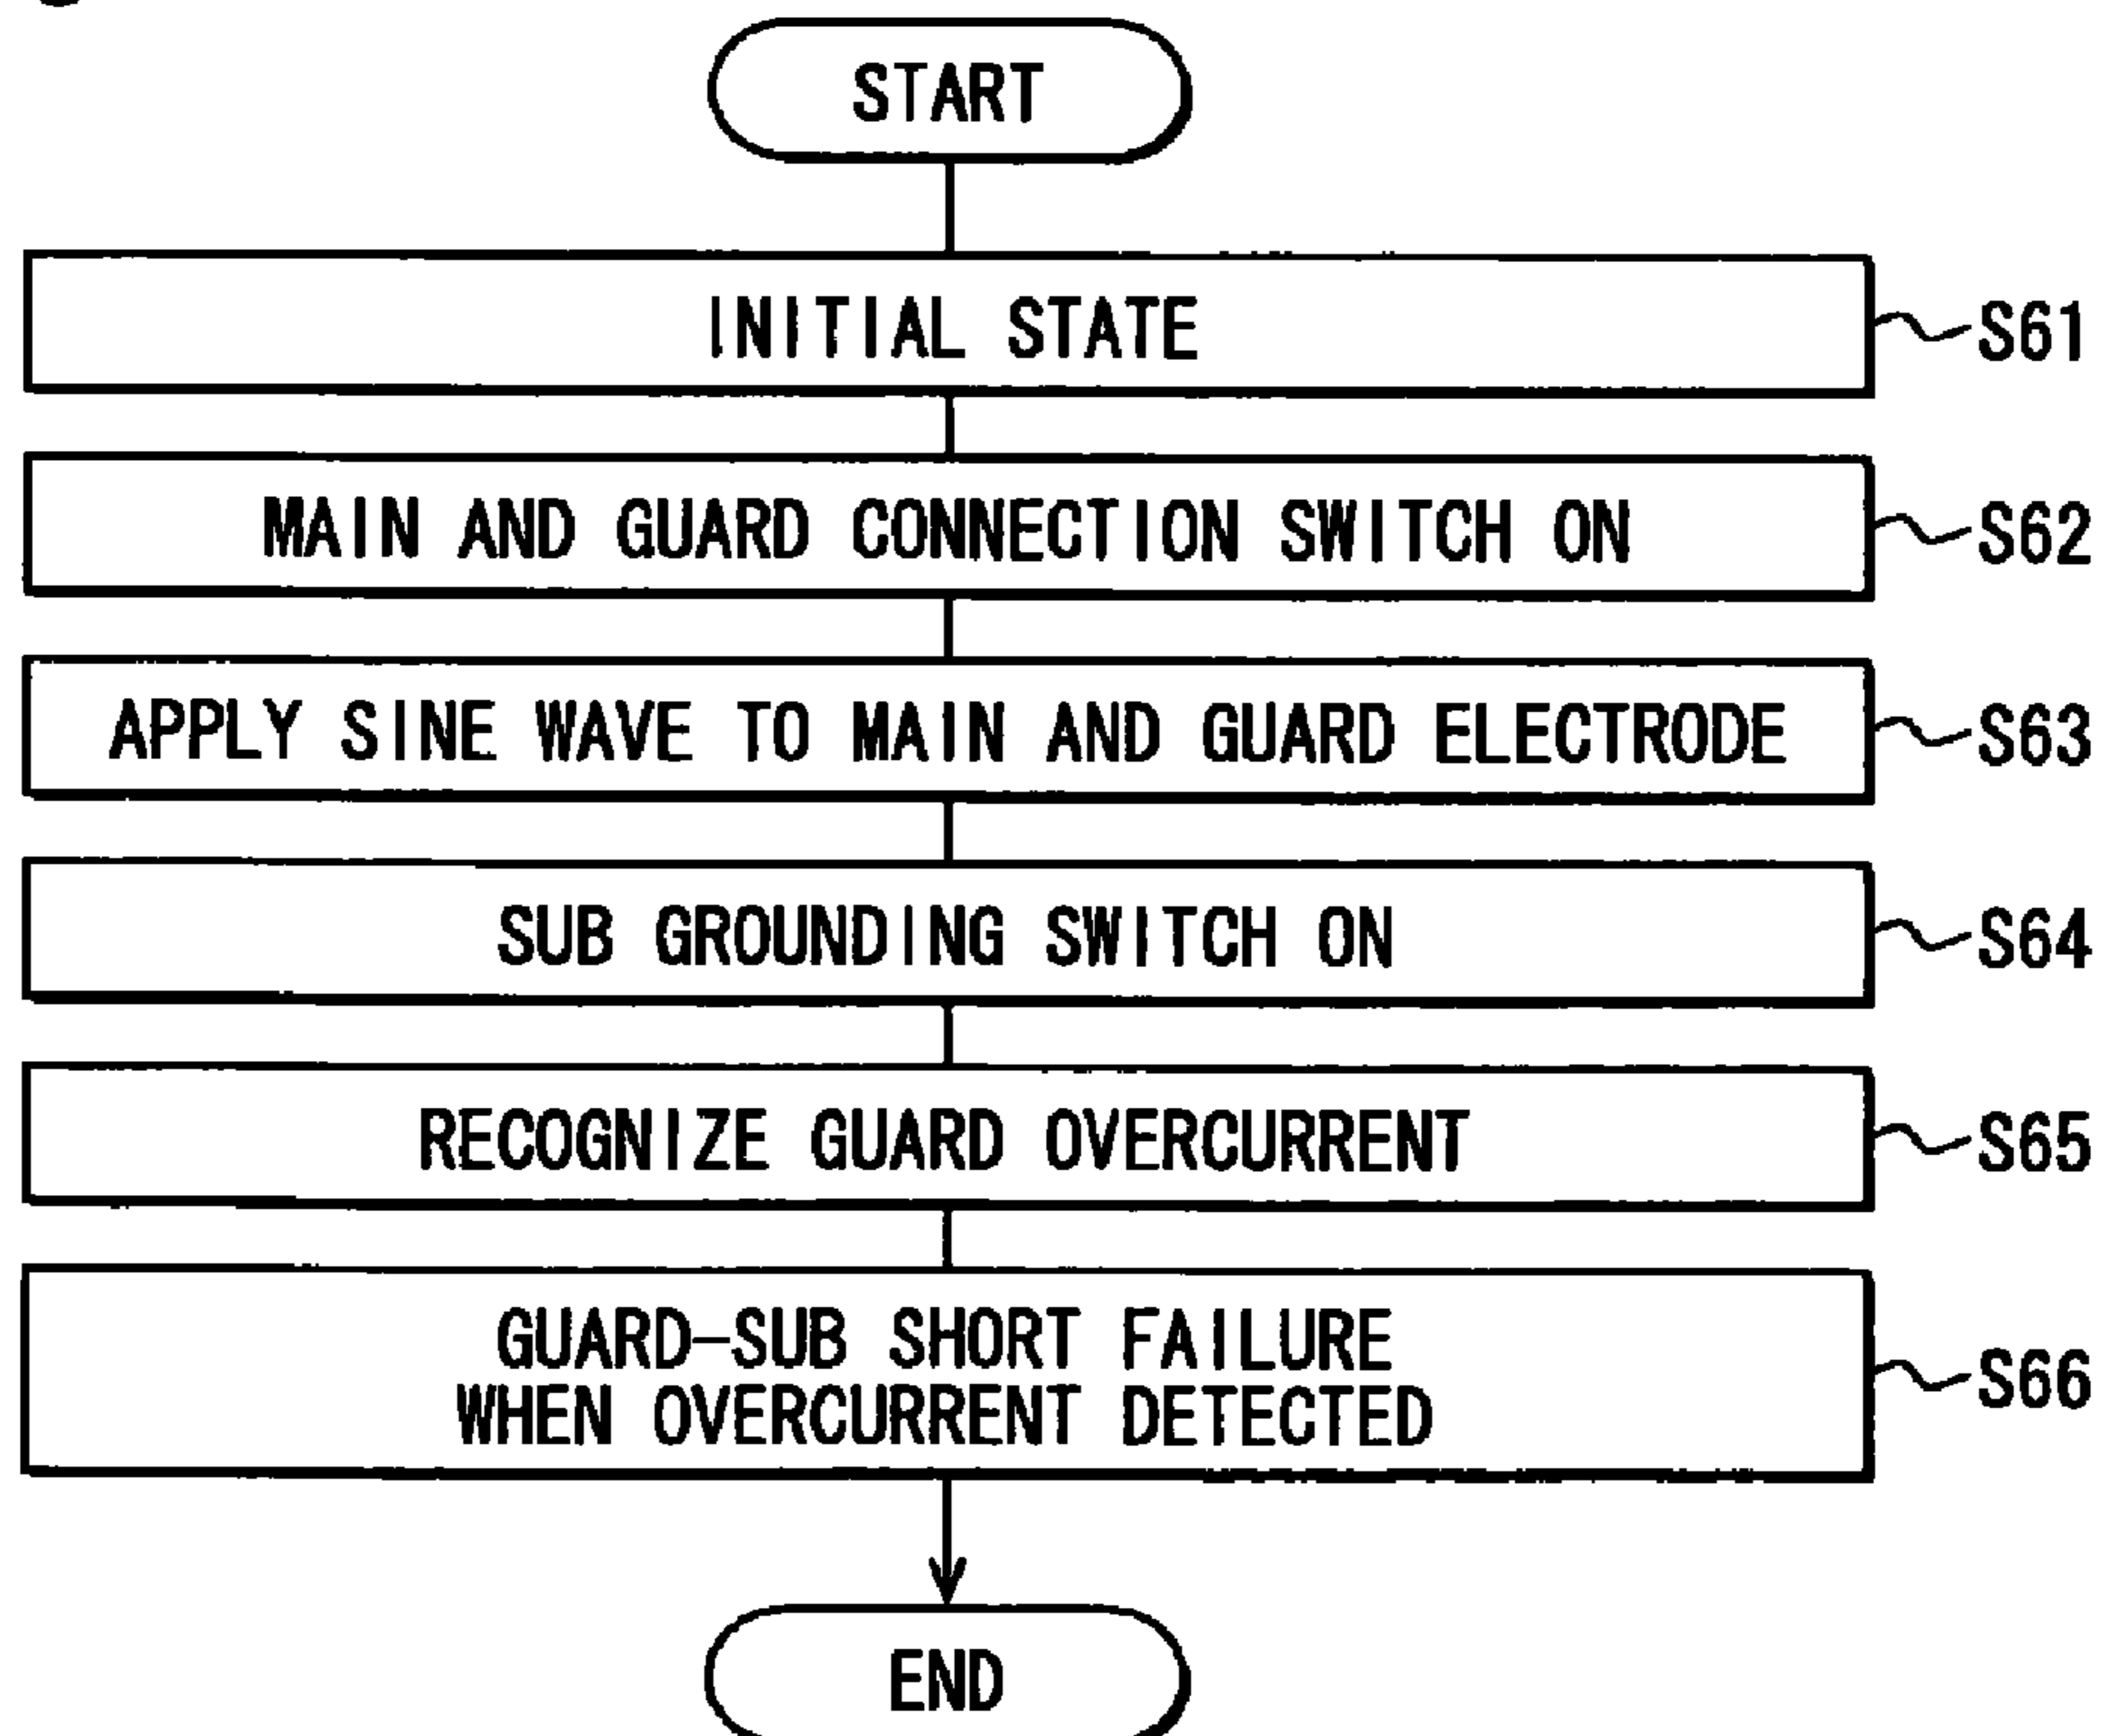 START
INITIAL STATE
S61
MAIN AND GUARD CONNECTION SWITCH ON
S62
APPLY SINE WAVE TO MAIN AND GUARD ELECTRODE
S63
SUB GROUNDING SWITCH ON
S64
RECOGNIZE GUARD OVERCURRENT
S65
GUARD-SUB SHORT FAILURE
WHEN OVERCURRENT DETECTED
S66
END